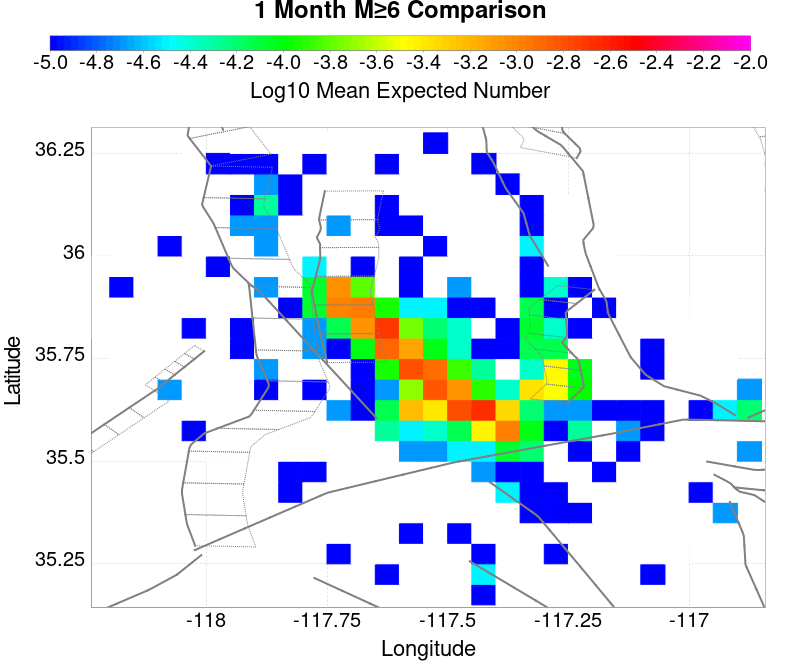 1 Month M≥6 Comparison
-5.0 -4.8 -4.6 -4.4 -4.2 -4.0 -3.8 -3.6 -3.4 -3.2 -3.0 -2.8 -2.6 -2.4 -2.2 -2.0
Log10 Mean Expected Number
36.25
36
35.75
35.5
35.25
Latitude
-118 -117.75 -117.5 -117.25 -117
Longitude